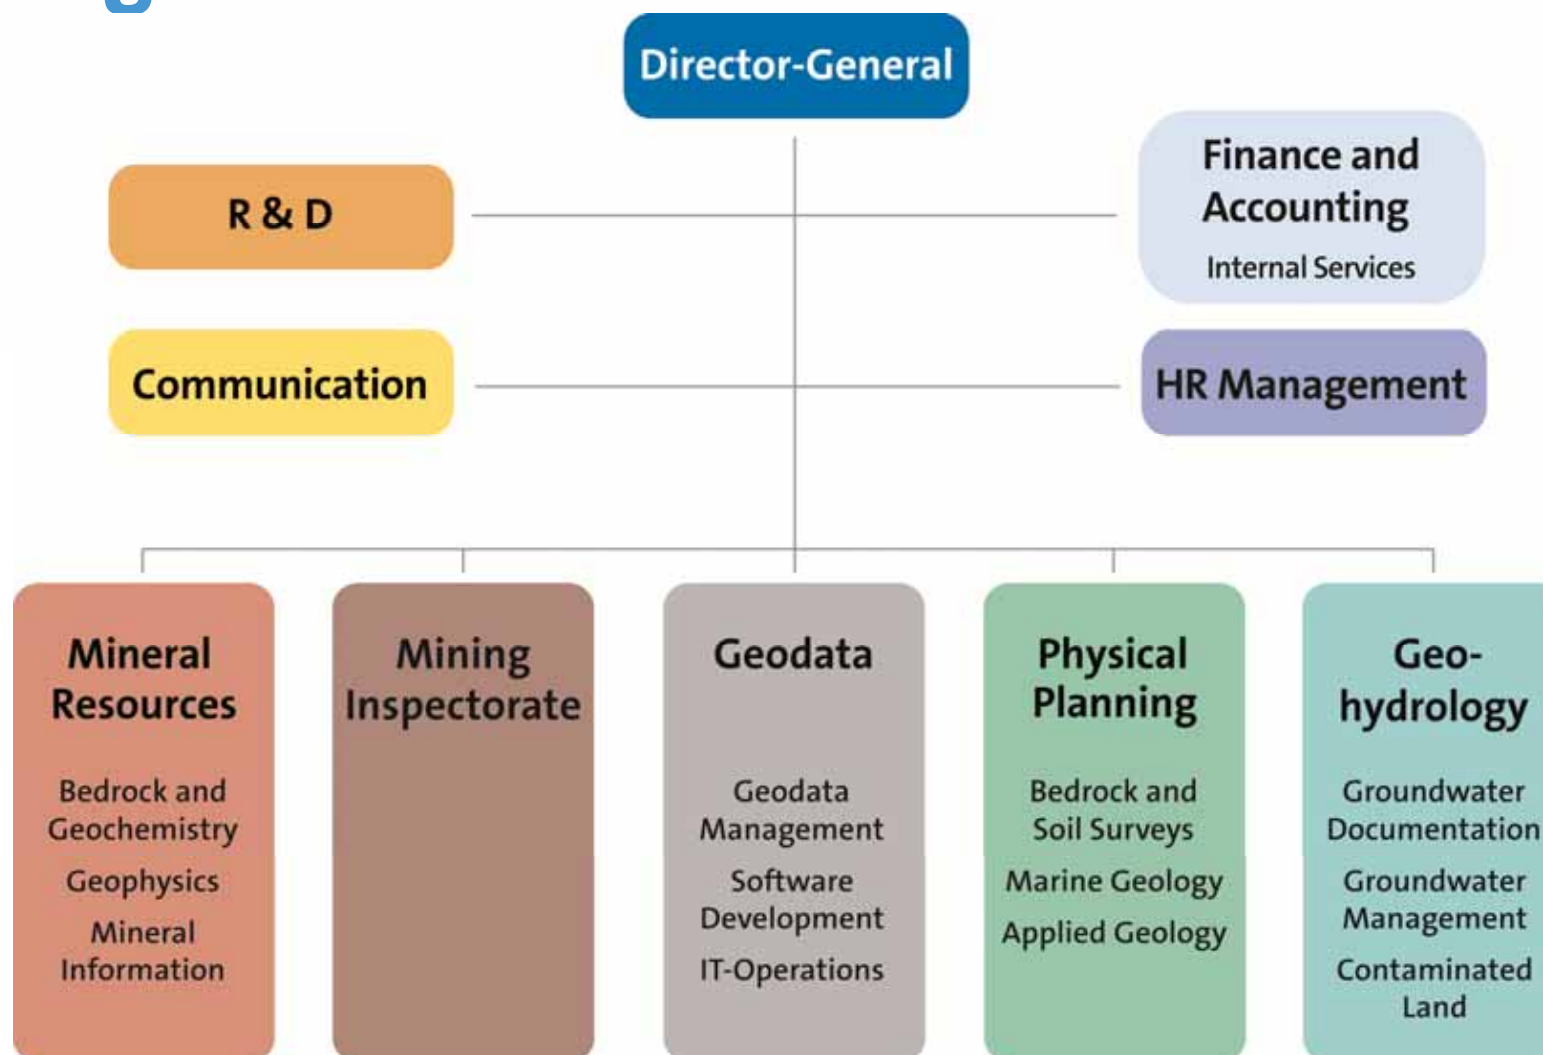 Director-General
R & D
Finance and
Accounting
Internal Services
Communication
HR Management
Mineral
Resources
Bedrock and
Geochemistry
Geophysics
Mineral
Information
Mining
Inspectorate
Geodata
Geodata
Management
Software
Development
IT-Operations
Physical
Planning
Bedrock and
Soil Surveys
Marine Geology
Applied Geology
Geo-
hydrology
Groundwater
Documentation
Groundwater
Management
Contaminated
Land